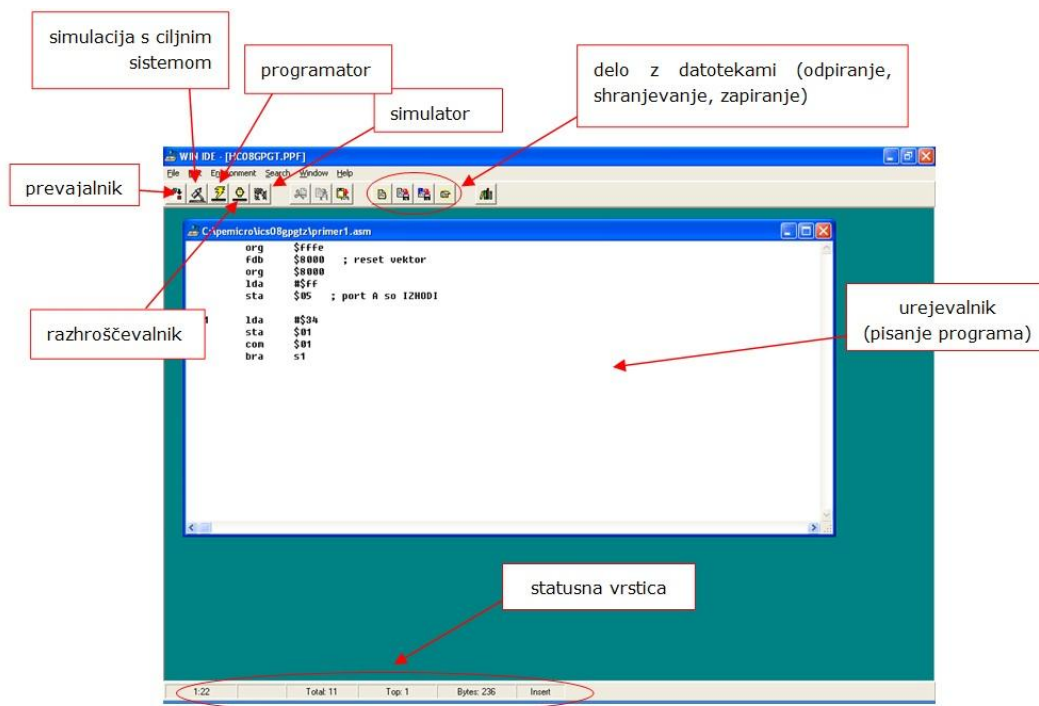 simulacija s ciljnim
sistemom
programator
simulator
delo z datotekami (odpiranje,
shranjevanje, zapiranje)
prevajalnik
WIN IDE - [HC08GPGT.PPF]
File Environment Search Window Help
C:\pemicro\ics08gpgtz\primer1.asm
org $fffe
fdb $8000 ; reset vektor
org $8000
lda #$ff
sta $05 ; port A so IZHODI
lda #$34
sta $01
com $01
bra s1
razhroščevalnik
urejevalnik
(pisanje programa)
statusna vrstica
1:22 Total: 11 Top: 1 Bytes: 236 Insert